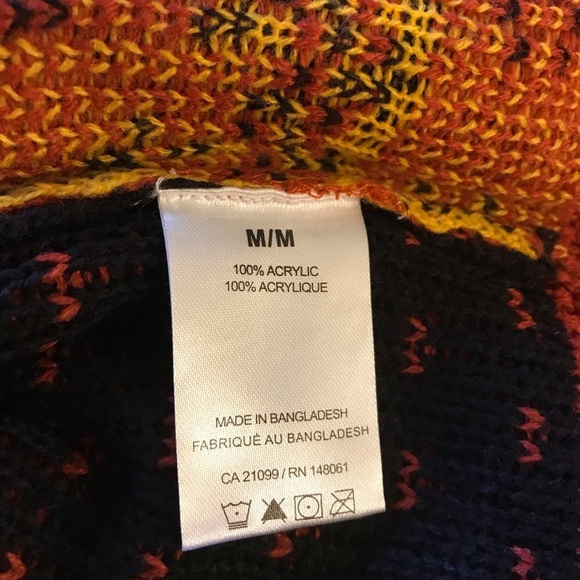 M/M
100% ACRYLIC
100% ACRYLIQUE
MADE IN BANGLADESH
FABRIQUÉ AU BANGLADESH
CA 21099 / RN 148061